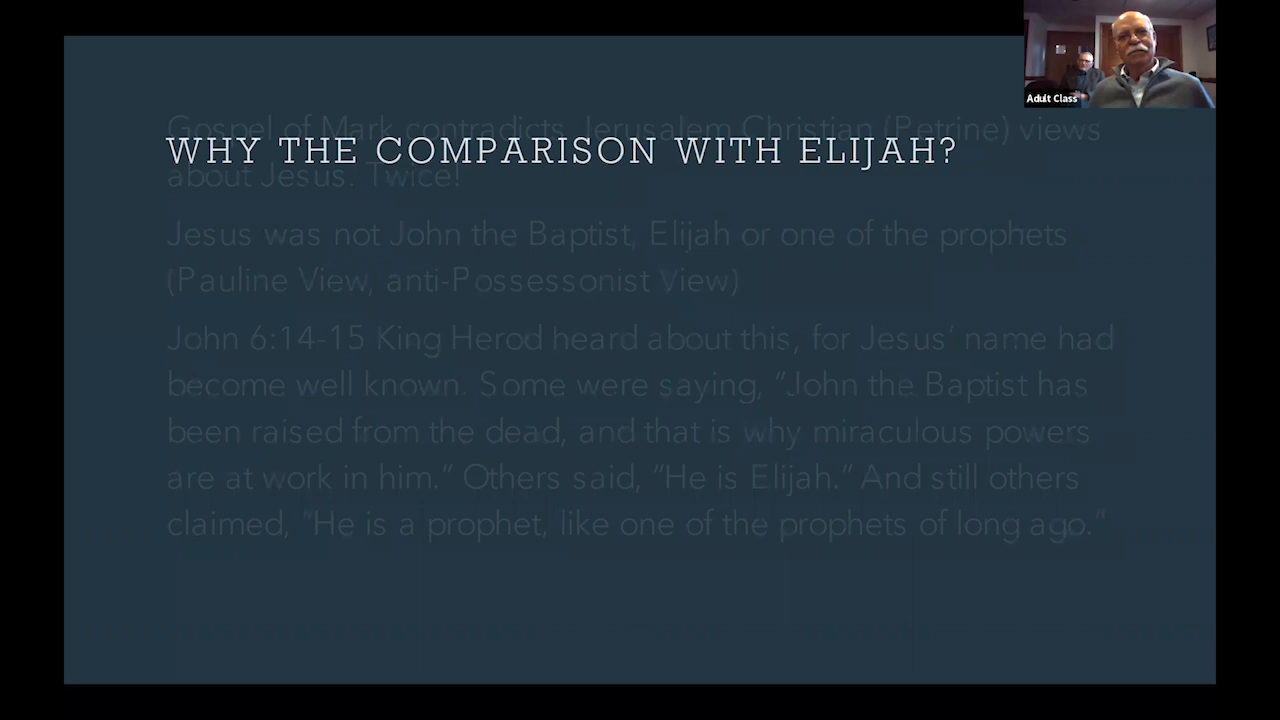 Adult Class
Gospel of Mark contradicts Jerusalem Christian (Petrine) views
WHY THE COMPARISON WITH ELIJAH?
about Jesus. Twice!
Jesus was not John the Baptist, Elijah or one of the prophets
(Pauline View, anti-Possessonist View)
John 6:14-15 King Herod heard about this, for Jesus’ name had
become well known. Some were saying, “John the Baptist has
been raised from the dead, and that is why miraculous powers
are at work in him.” Others said, “He is Elijah.” And still others
claimed, “He is a prophet, like one of the prophets of long ago.”